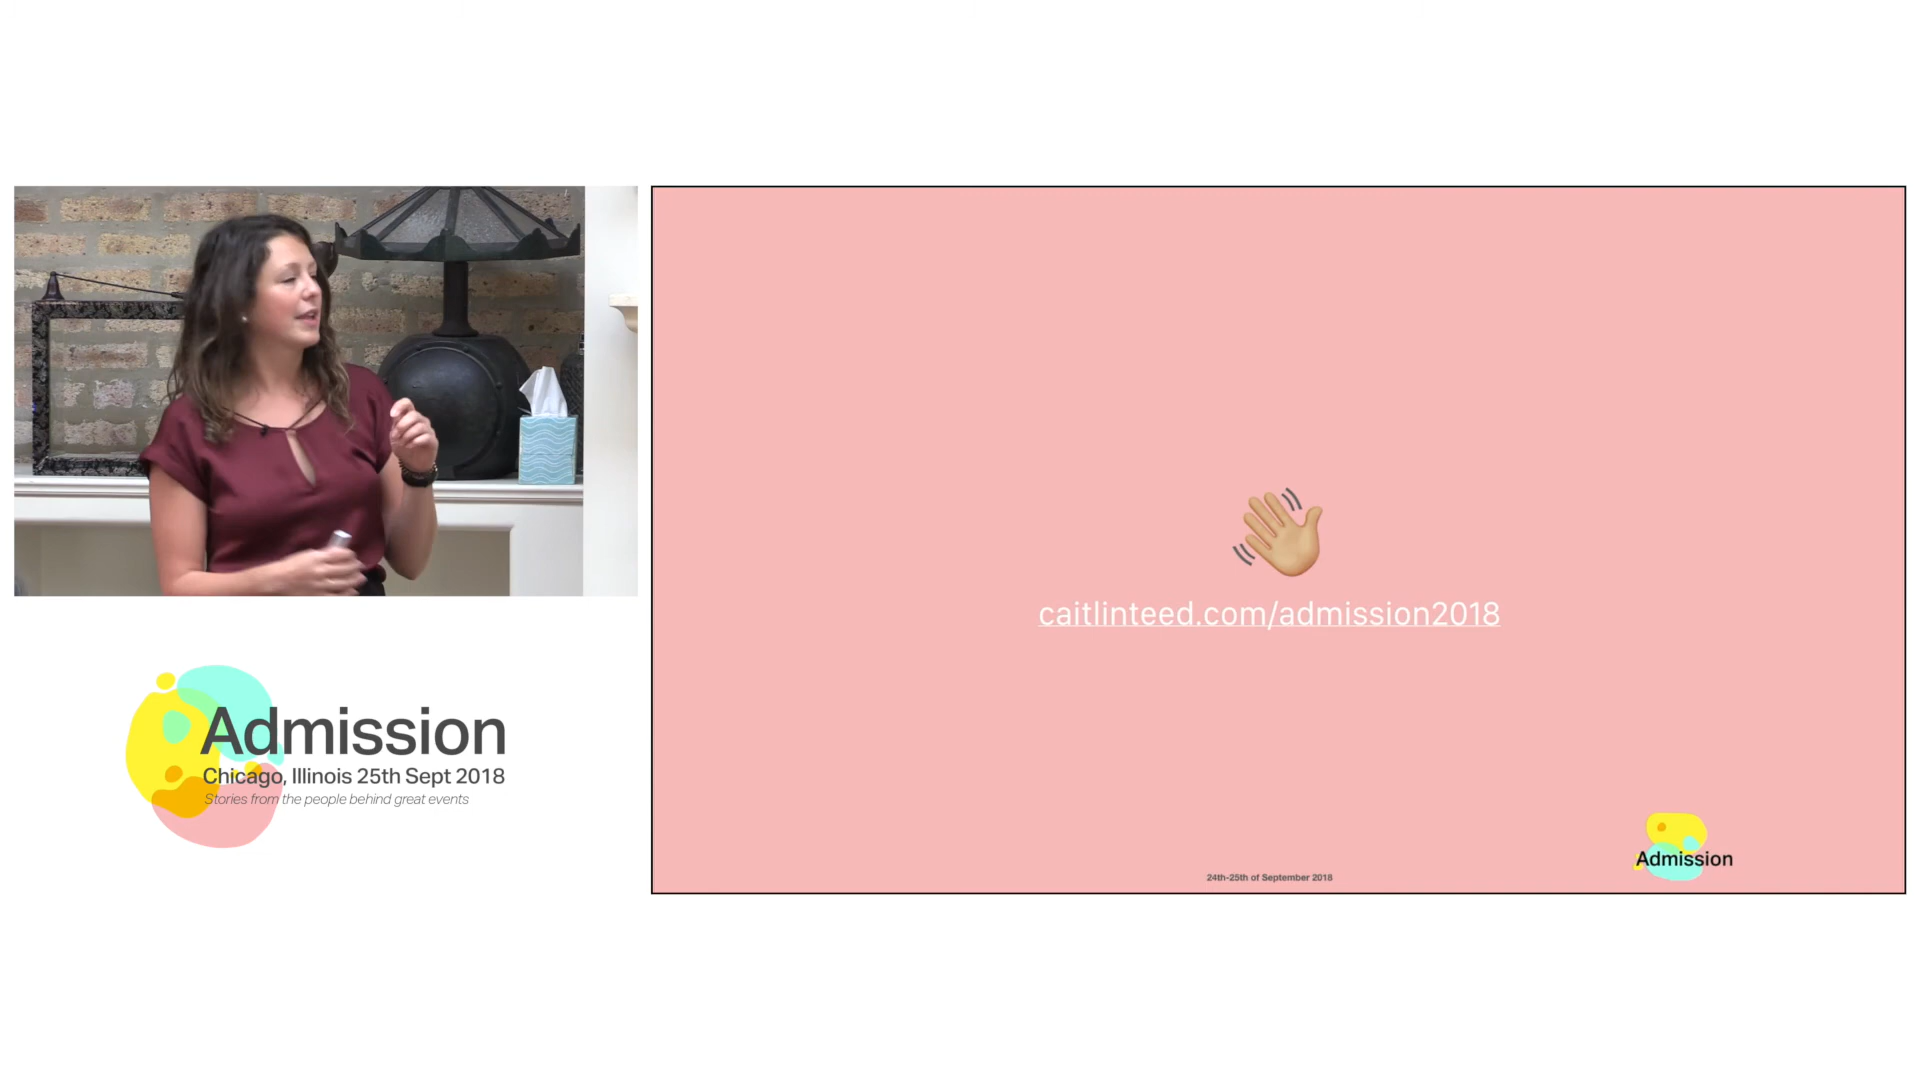 caitlinteed.com/admission2018
Admission
Chicago, Illinois 25th Sept 2018
Stories from the people behind great events
Admission
24th-25th of September 2018